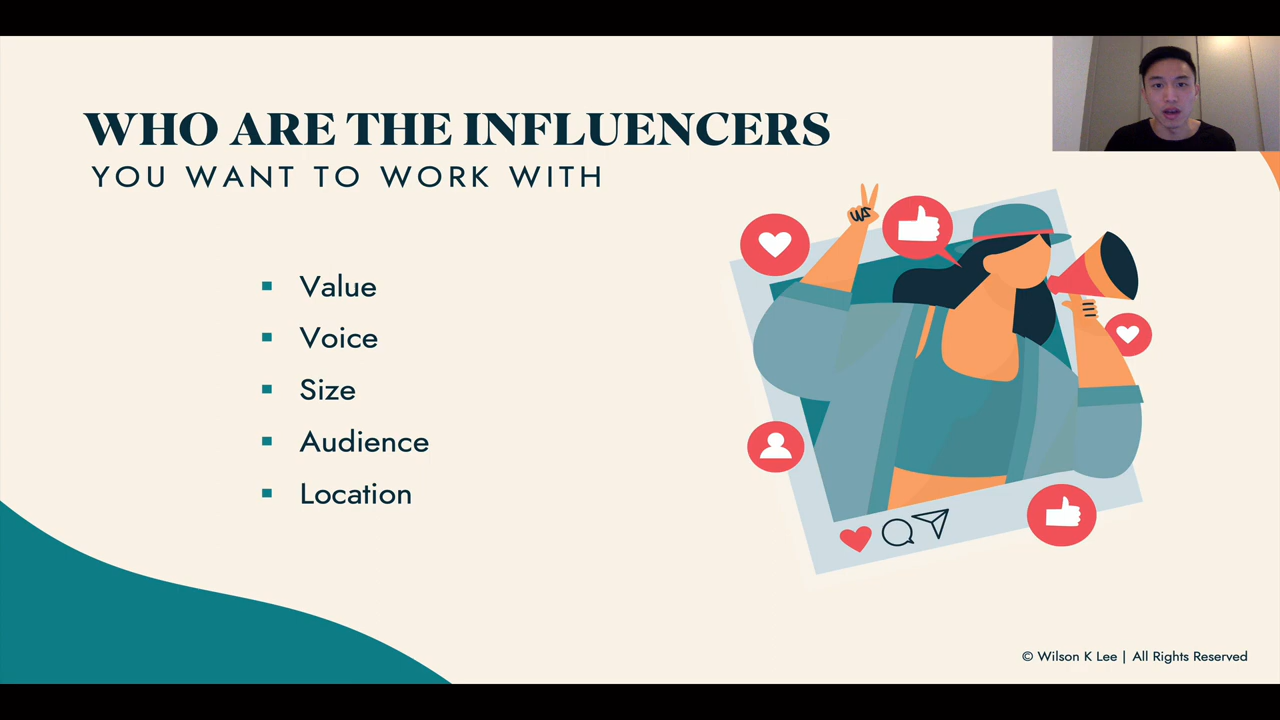 WHO ARE THE INFLUENCERS
YOU WANT TO WORK WITH
Value
Voice
Size
Audience
Location
© Wilson K Lee | All Rights Reserved